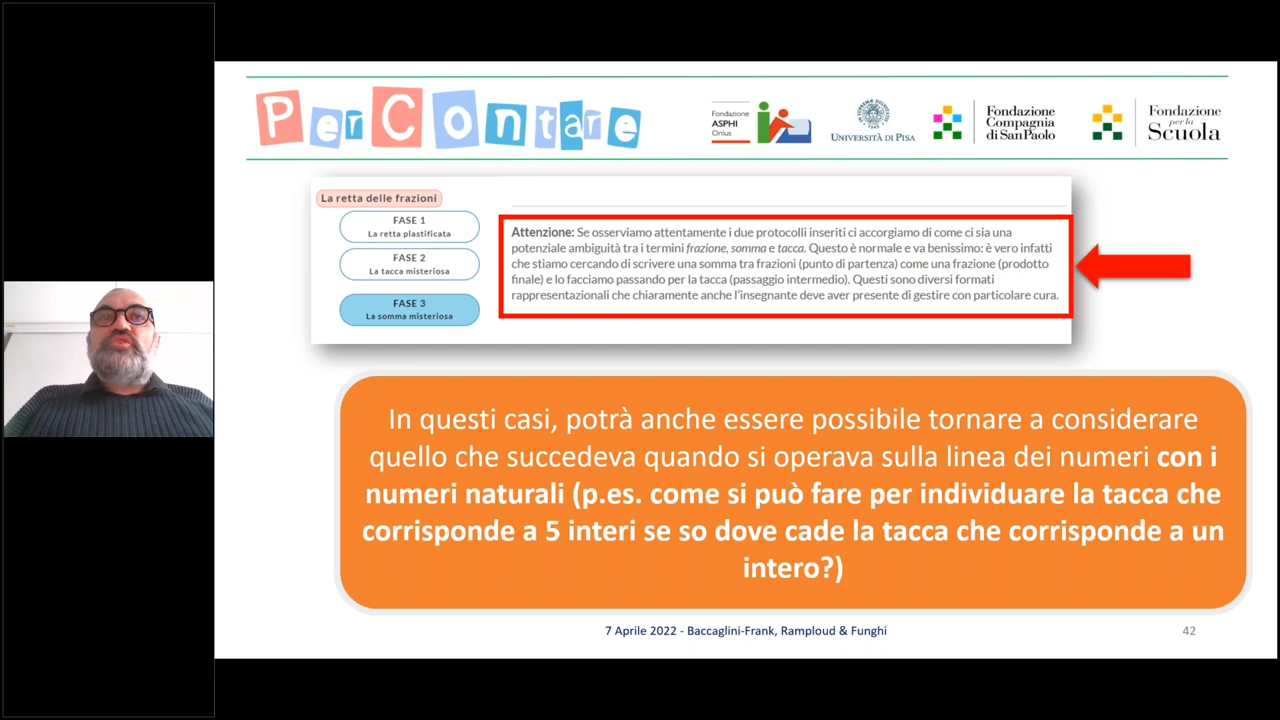 PerContare
Fondazione
ASPHI
Onlus
UNIVERSITÀ DI PISA
Fondazione
Compagnia
di San Paolo
Fondazione
per la
Scuola
La retta delle frazioni
FASE 1
La retta plastificata
FASE 2
La tacca misteriosa
FASE 3
La somma misteriosa
Attenzione: Se osserviamo attentamente i due protocolli inseriti ci accorgiamo di come ci sia una
potenziale ambiguità tra i termini frazione, somma e tacca. Questo è normale e va benissimo: è vero infatti
che stiamo cercando di scrivere una somma tra frazioni (punto di partenza) come una frazione (prodotto
finale) e lo facciamo passando per la tacca (passaggio intermedio). Questi sono diversi formati
rappresentazionali che chiaramente anche l'insegnante deve aver presente di gestire con particolare cura.
In questi casi, potrà anche essere possibile tornare a considerare
quello che succedeva quando si operava sulla linea dei numeri con i
numeri naturali (p.es. come si può fare per individuare la tacca che
corrisponde a 5 interi se so dove cade la tacca che corrisponde a un
intero?)
7 Aprile 2022 - Baccaglini-Frank, Ramploud & Funghi
42